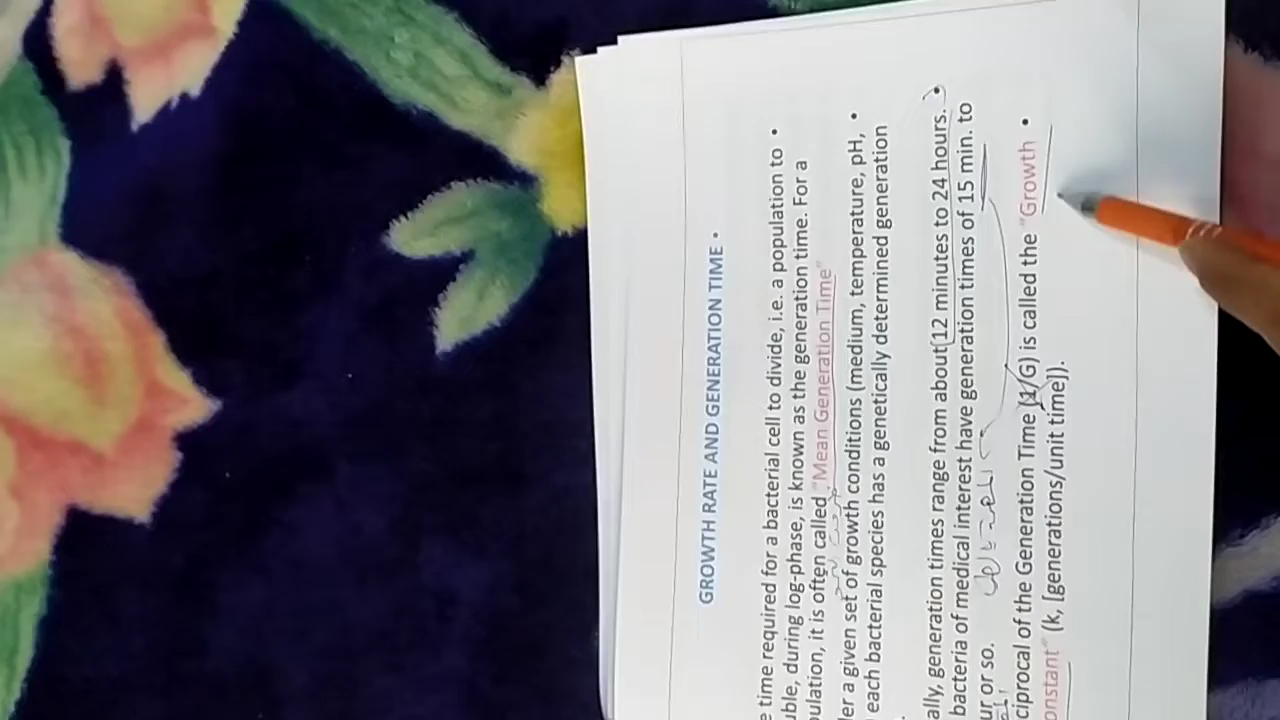 GROWTH RATE AND GENERATION TIME •
time required for a bacterial cell to divide, i.e. a population to •
uble, during log-phase, is known as the generation time. For a
pulation, it is often called "Mean Generation Time"
er a given set of growth conditions (medium, temperature, pH, •
each bacterial species has a genetically determined generation
ally, generation times range from about 12 minutes to 24 hours. •
bacteria of medical interest have generation times of 15 min. to
ur or so.
ciprocal of the Generation Time (1/G) is called the "Growth •
onstant" (k, [generations/unit time]).